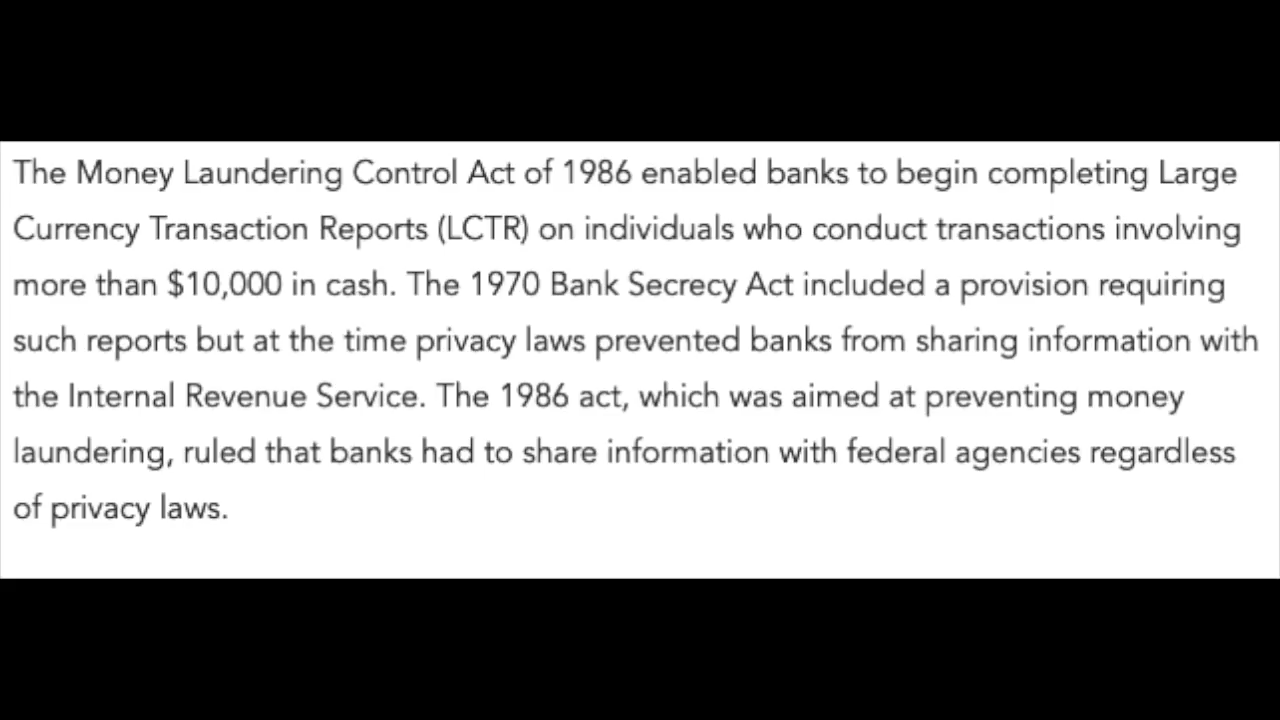 The Money Laundering Control Act of 1986 enabled banks to begin completing Large
Currency Transaction Reports (LCTR) on individuals who conduct transactions involving
more than $10,000 in cash. The 1970 Bank Secrecy Act included a provision requiring
such reports but at the time privacy laws prevented banks from sharing information with
the Internal Revenue Service. The 1986 act, which was aimed at preventing money
laundering, ruled that banks had to share information with federal agencies regardless
of privacy laws.